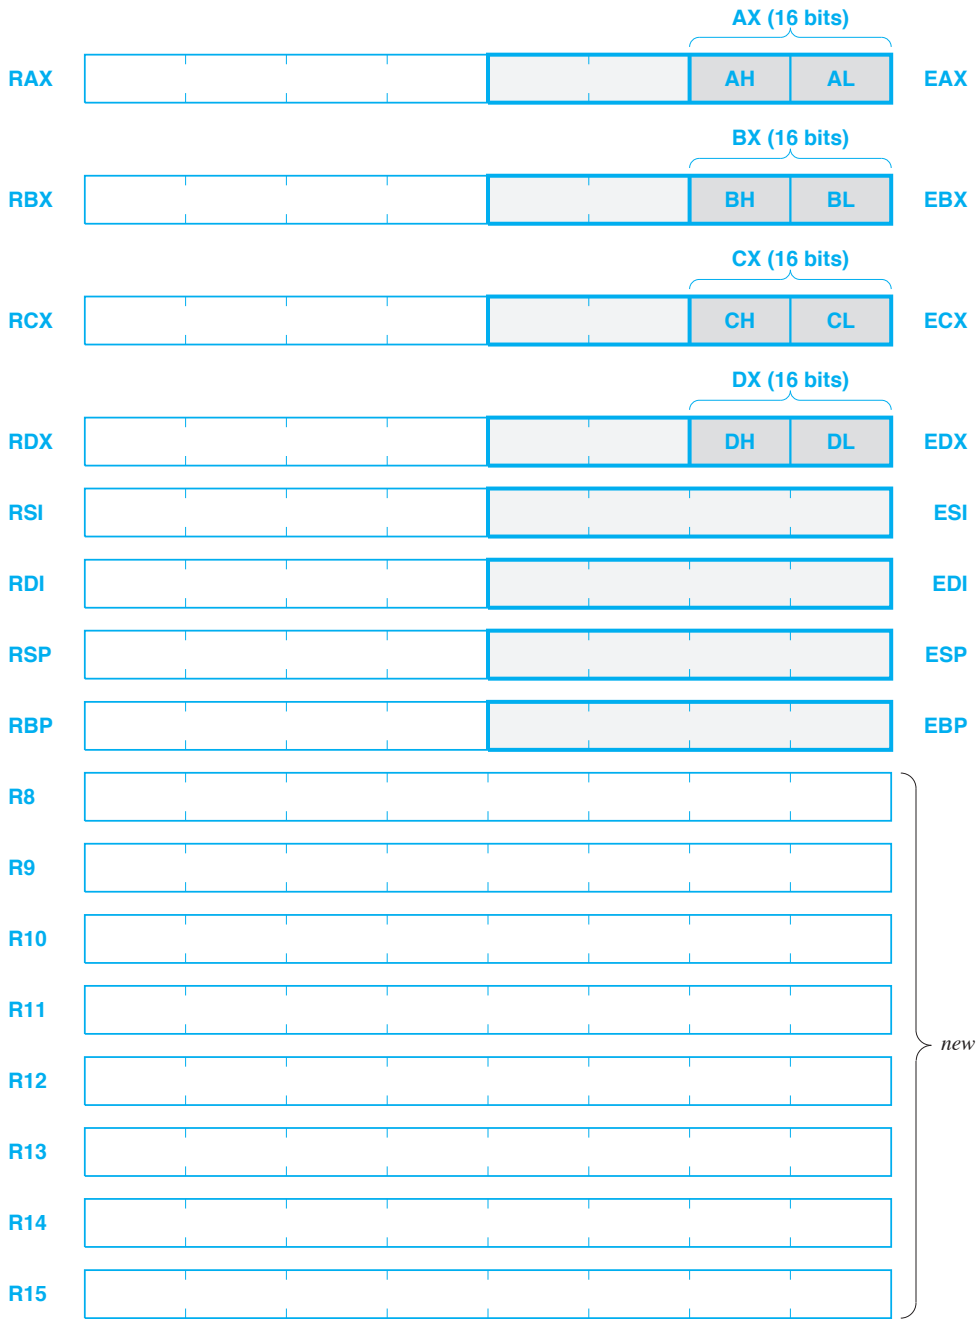 AX (16 bits)
RAX AH AL EAX
BX (16 bits)
RBX BH BL EBX
CX (16 bits)
RCX CH CL ECX
DX (16 bits)
RDX DH DL EDX
RSI ESI
RDI EDI
RSP ESP
RBP EBP
R8
R9
R10
R11
new
R12
R13
R14
R15